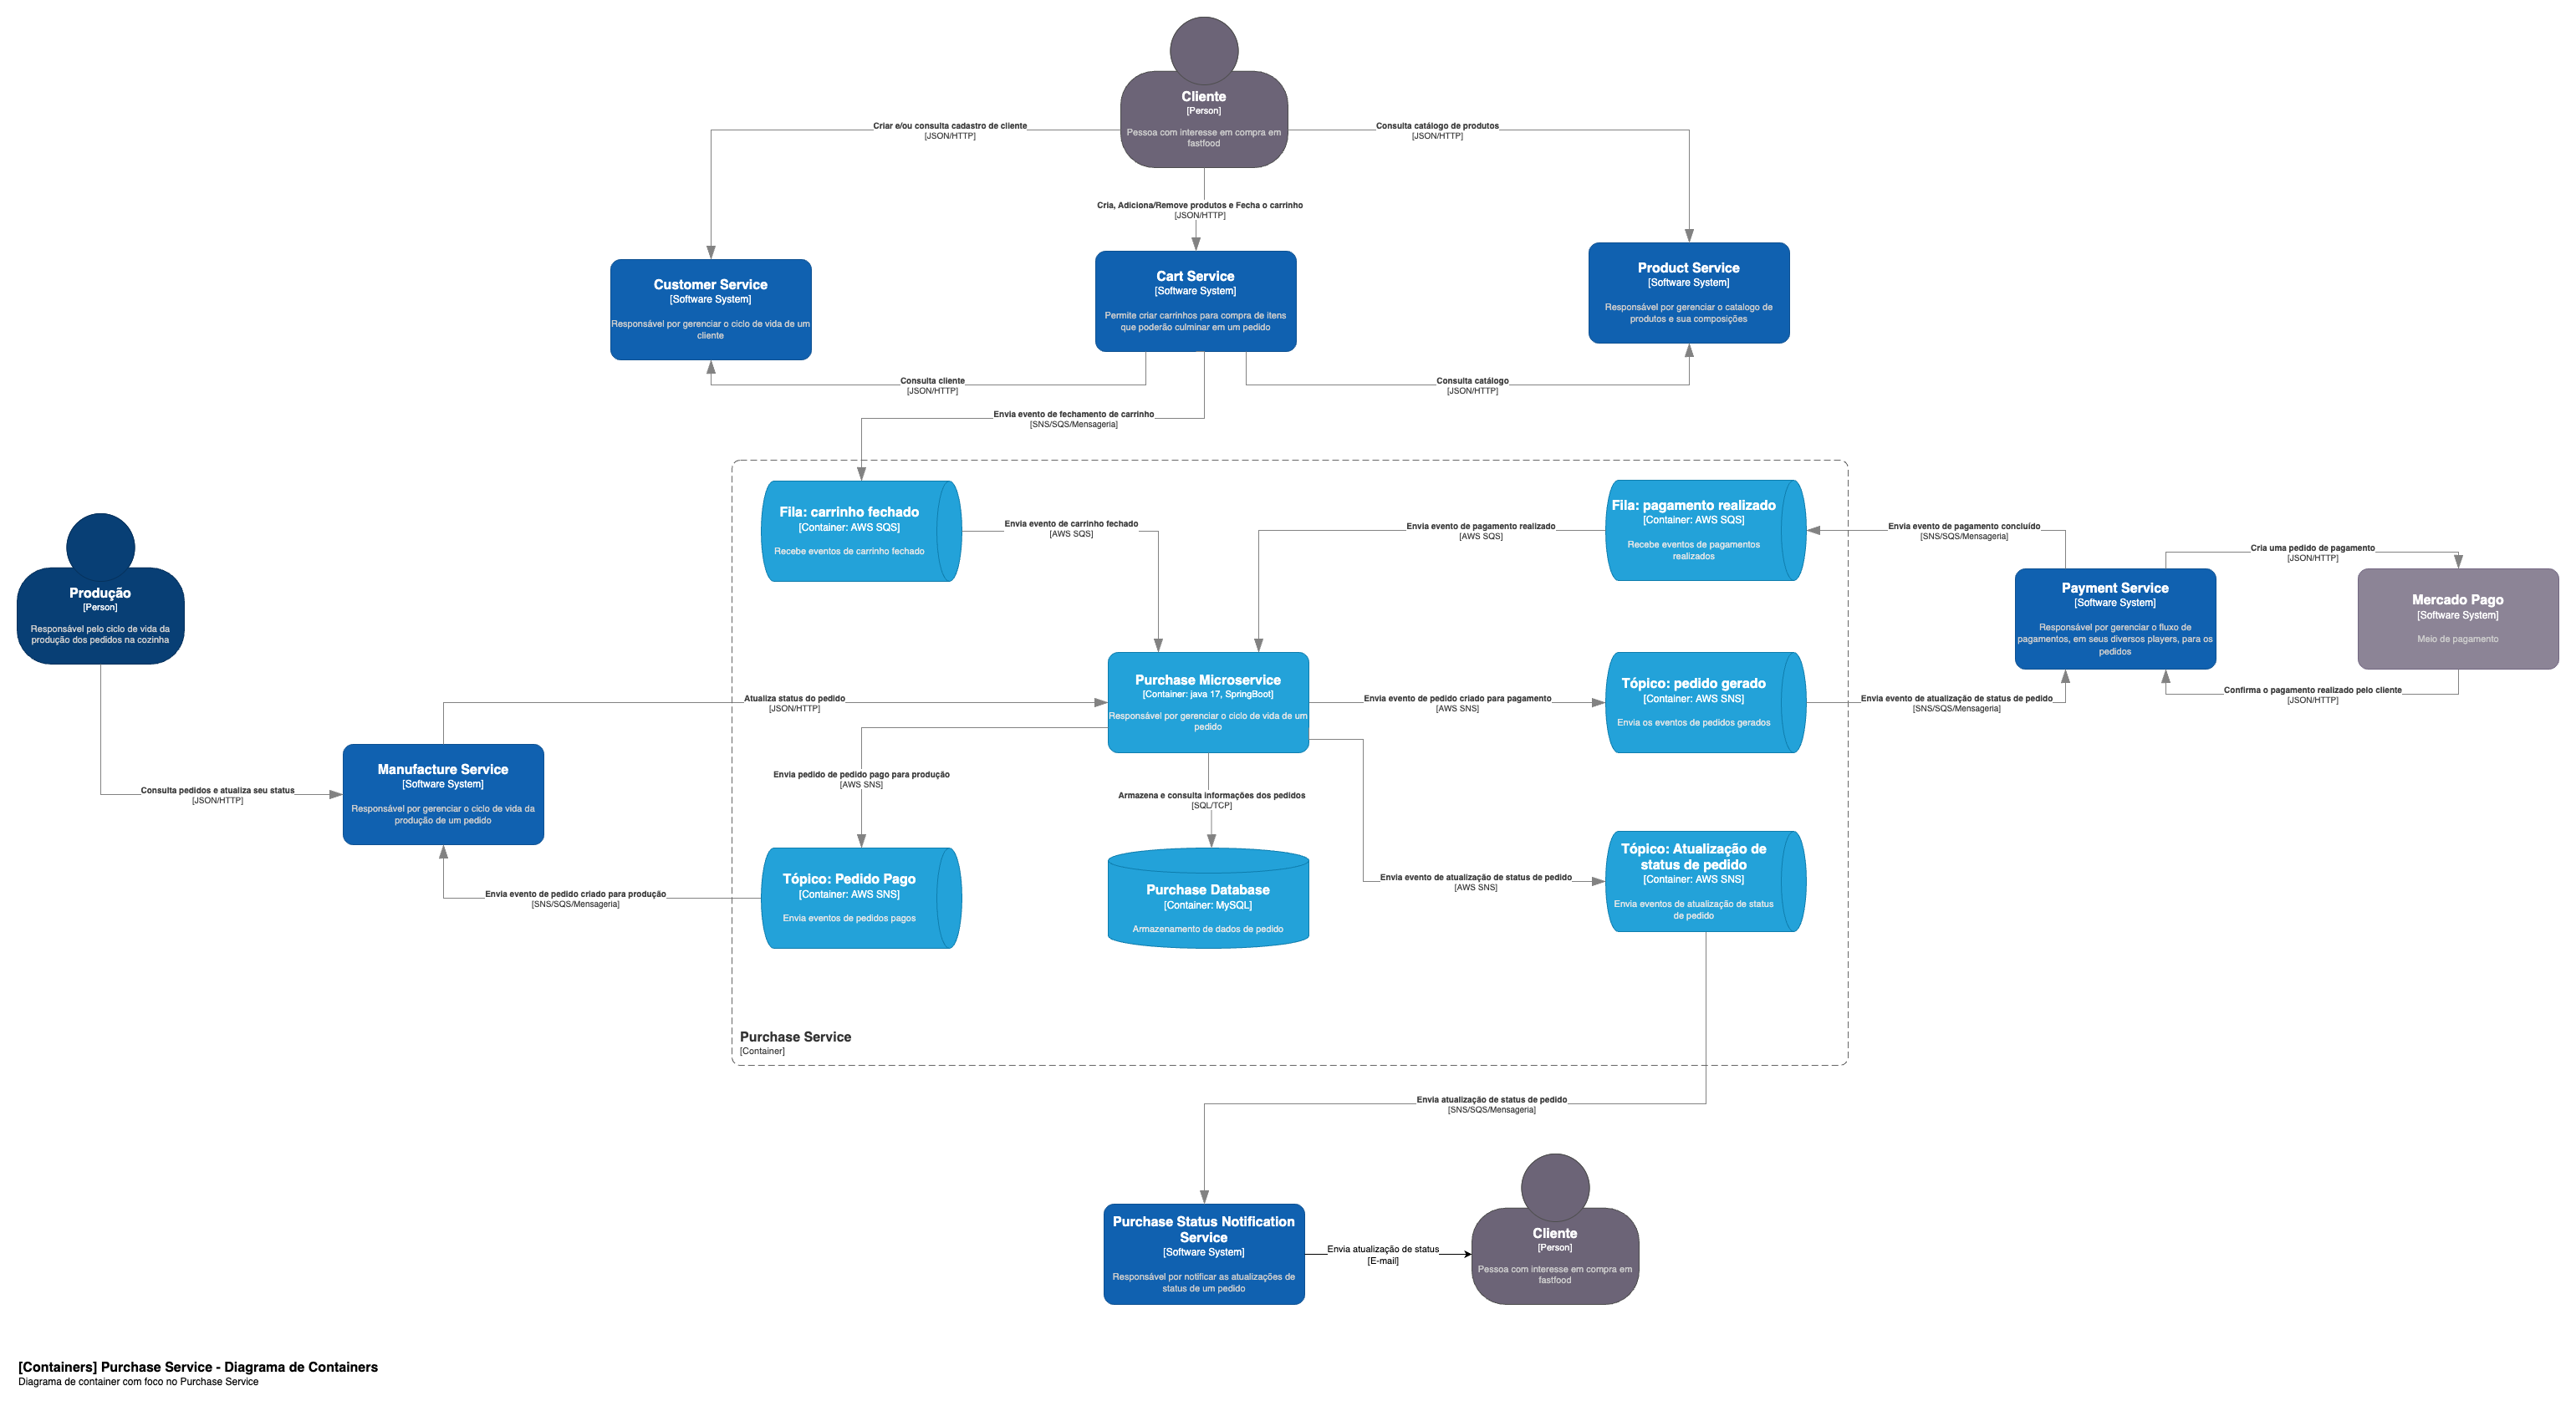 Cliente
[Person]
Pessoa com interesse em compra em
fastfood
Criar e/ou consulta cadastro de cliente
[JSON/HTTP]
Consulta catálogo de produtos
[JSON/HTTP]
Cria, Adiciona/Remove produtos e Fecha o carrinho
[JSON/HTTP]
Customer Service
[Software System]
Responsável por gerenciar o ciclo de vida de um
cliente
Cart Service
[Software System]
Permite criar carrinhos para compra de itens
que poderão culminar em um pedido
Product Service
[Software System]
Responsável por gerenciar o catalogo de
produtos e sua composições
Consulta cliente
[JSON/HTTP]
Consulta catálogo
[JSON/HTTP]
Envia evento de fechamento de carrinho
[SNS/SQS/Mensageria]
Fila: carrinho fechado
[Container: AWS SQS]
Recebe eventos de carrinho fechado
Envia evento de carrinho fechado
[AWS SQS]
Envia evento de pagamento realizado
[AWS SQS]
Fila: pagamento realizado
[Container: AWS SQS]
Recebe eventos de pagamentos
realizados
Envia evento de pagamento concluído
[SNS/SQS/Mensageria]
Cria uma pedido de pagamento
[JSON/HTTP]
Produção
[Person]
Responsável pelo ciclo de vida da
produção dos pedidos na cozinha
Payment Service
[Software System]
Responsável por gerenciar o fluxo de
pagamentos, em seus diversos players, para os
pedidos
Mercado Pago
[Software System]
Meio de pagamento
Atualiza status do pedido
[JSON/HTTP]
Purchase Microservice
[Container: java 17, SpringBoot]
Responsável por gerenciar o ciclo de vida de um
pedido
Envia evento de pedido criado para pagamento
[AWS SNS]
Tópico: pedido gerado
[Container: AWS SNS]
Envia os eventos de pedidos gerados
Envia evento de atualização de status de pedido
[SNS/SQS/Mensageria]
Confirma o pagamento realizado pelo cliente
[JSON/HTTP]
Manufacture Service
[Software System]
Responsável por gerenciar o ciclo de vida da
produção de um pedido
Consulta pedidos e atualiza seu status
[JSON/HTTP]
Envia pedido de pedido pago para produção
[AWS SNS]
Armazena e consulta informações dos pedidos
[SQL/TCP]
Envia evento de pedido criado para produção
[SNS/SQS/Mensageria]
Tópico: Pedido Pago
[Container: AWS SNS]
Envia eventos de pedidos pagos
Purchase Database
[Container: MySQL]
Armazenamento de dados de pedido
Envia evento de atualização de status de pedido
[AWS SNS]
Tópico: Atualização de
status de pedido
[Container: AWS SNS]
Envia eventos de atualização de status
de pedido
Purchase Service
[Container]
Envia atualização de status de pedido
[SNS/SQS/Mensageria]
Purchase Status Notification
Service
[Software System]
Responsável por notificar as atualizações de
status de um pedido
Envia atualização de status
[E-mail]
Cliente
[Person]
Pessoa com interesse em compra em
fastfood
[Containers] Purchase Service - Diagrama de Containers
Diagrama de container com foco no Purchase Service